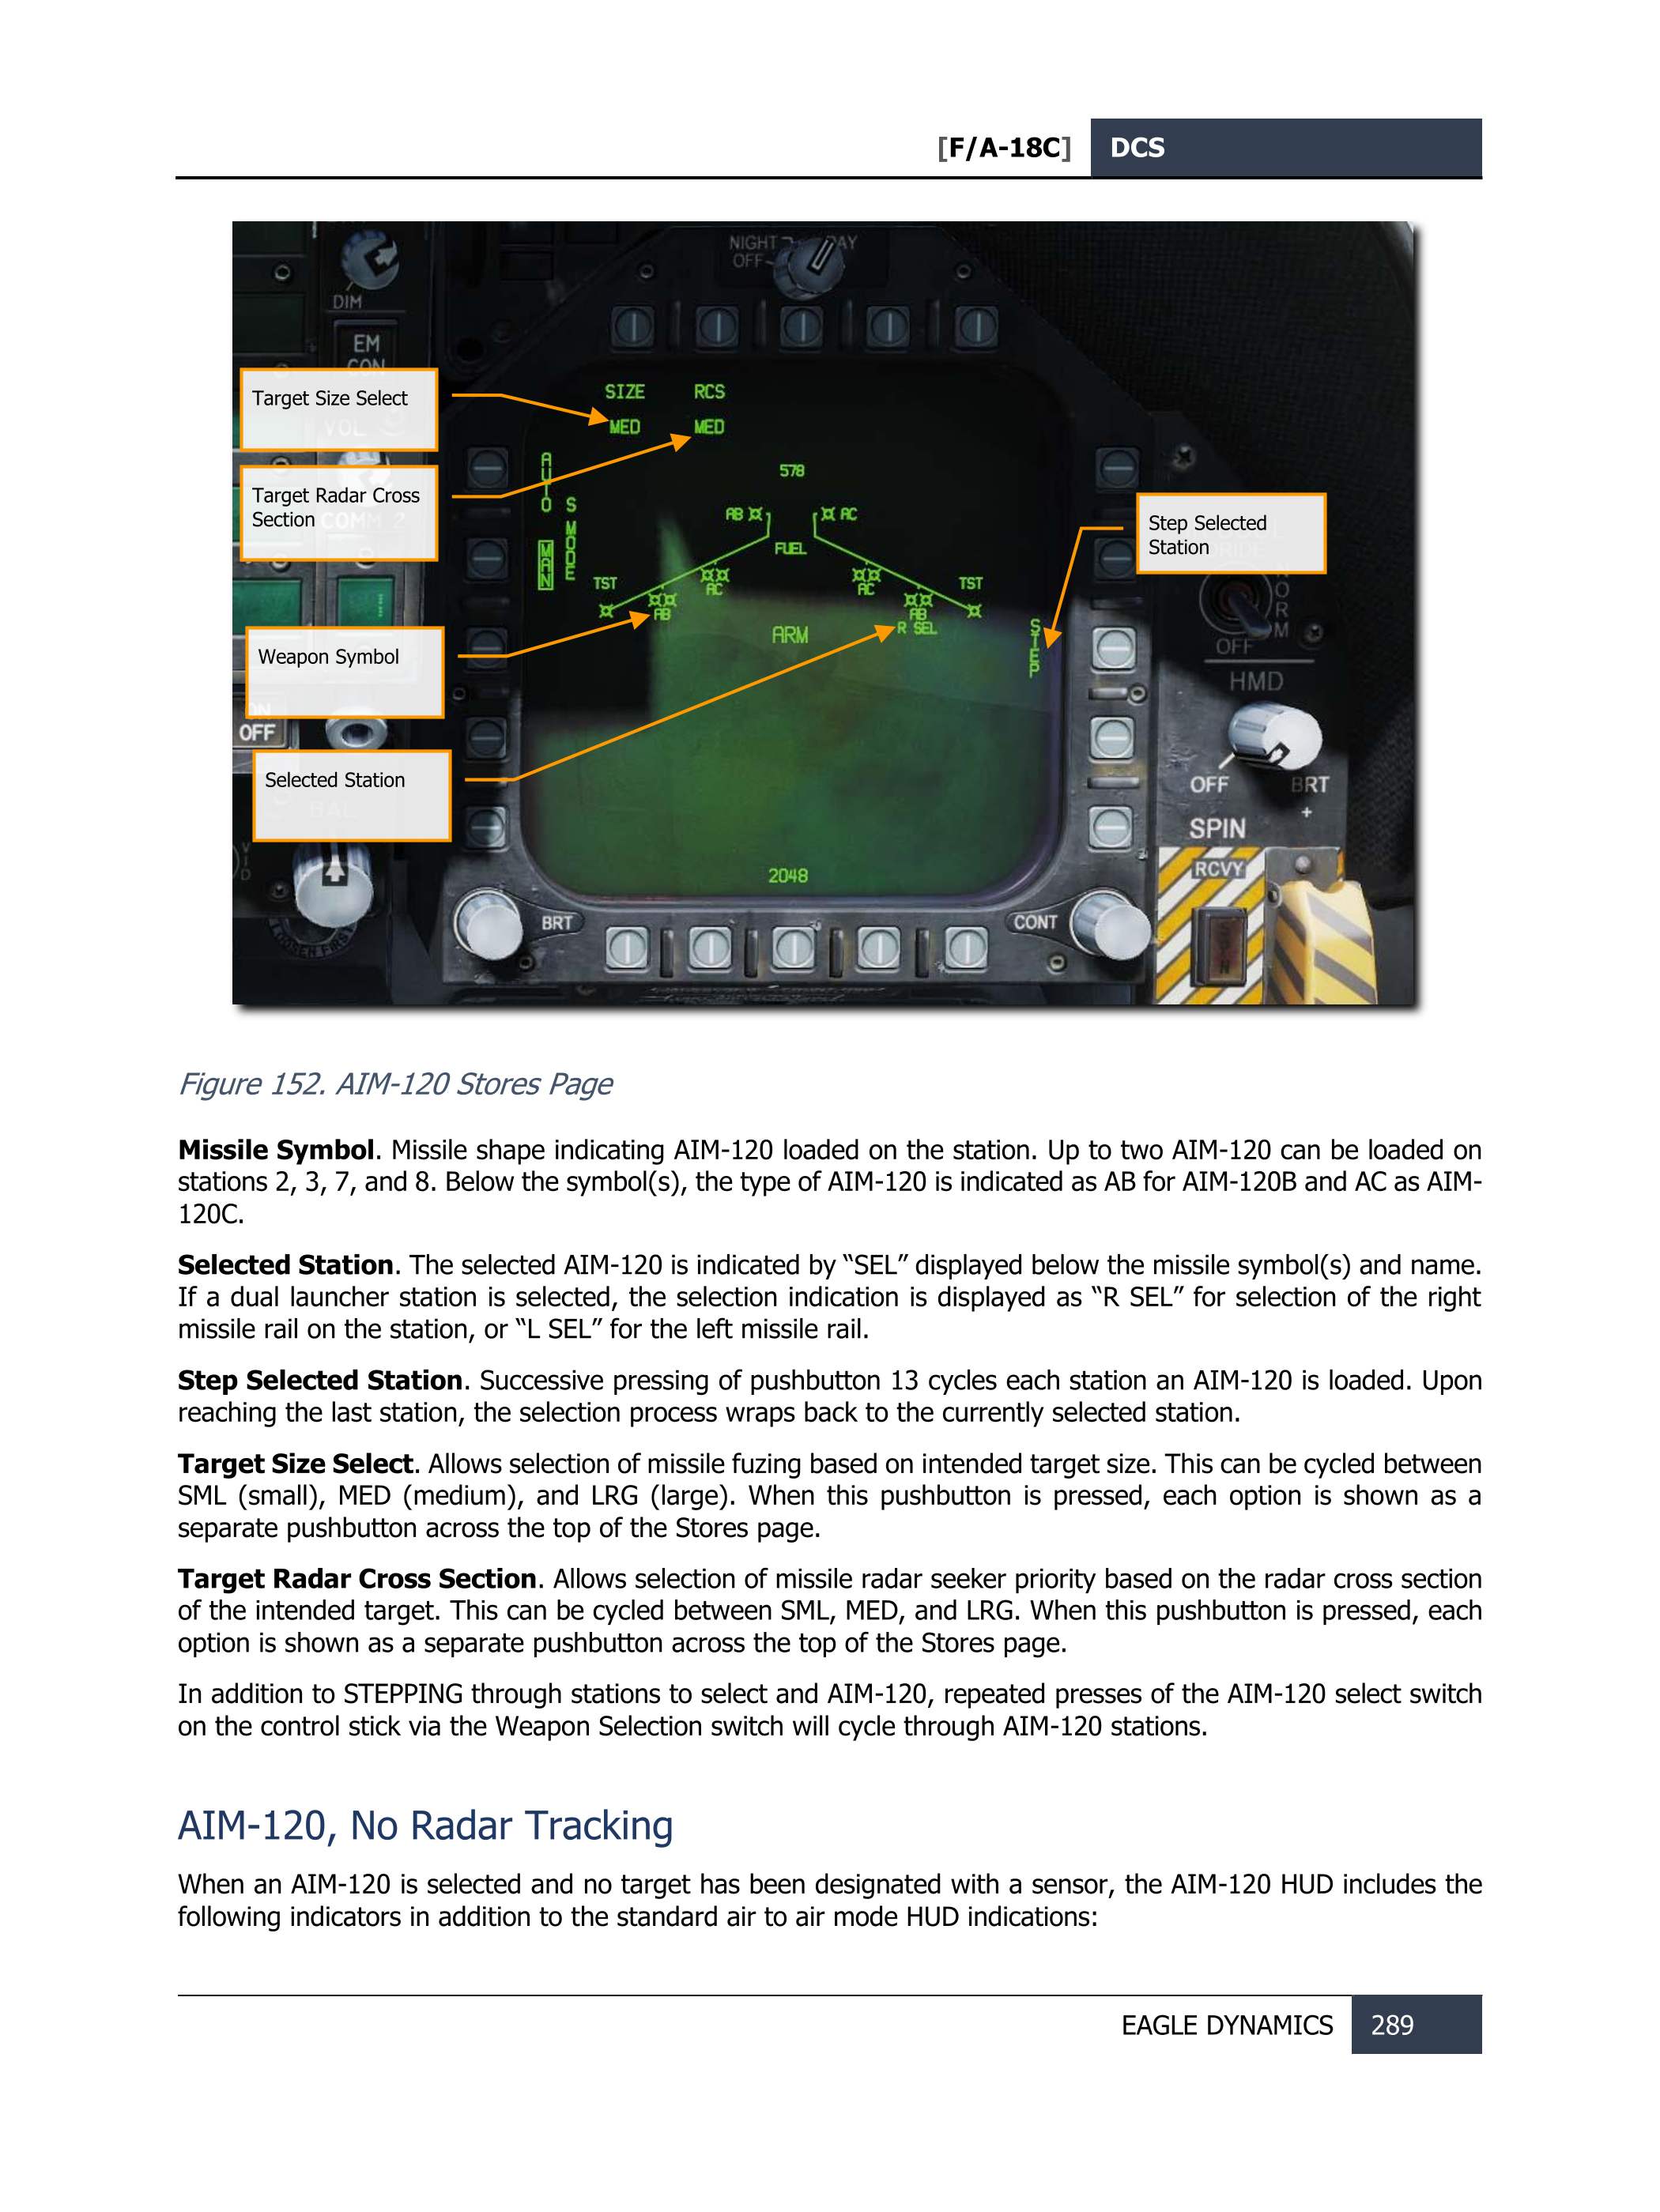 [F/A-18C] DCS
NIGHT DAY
OFF
DIM
EM
CON
Target Size Select
SIZE RCS
MED MED
VOL
AUTO
Target Radar Cross
Section
COMM 2
578
S MODE
AB AC
Step Selected
Station
MAN
FUEL
TST AC AC TST
AB AB
R SEL
ARM
STEP
NORM
OFF
HMD
Weapon Symbol
ON
OFF
Selected Station
BAL
OFF BRT
+
SPIN
RCVY
2048
BRT CONT
Figure 152. AIM-120 Stores Page
Missile Symbol. Missile shape indicating AIM-120 loaded on the station. Up to two AIM-120 can be loaded on
stations 2, 3, 7, and 8. Below the symbol(s), the type of AIM-120 is indicated as AB for AIM-120B and AC as AIM-
120C.
Selected Station. The selected AIM-120 is indicated by “SEL” displayed below the missile symbol(s) and name.
If a dual launcher station is selected, the selection indication is displayed as “R SEL” for selection of the right
missile rail on the station, or “L SEL” for the left missile rail.
Step Selected Station. Successive pressing of pushbutton 13 cycles each station an AIM-120 is loaded. Upon
reaching the last station, the selection process wraps back to the currently selected station.
Target Size Select. Allows selection of missile fuzing based on intended target size. This can be cycled between
SML (small), MED (medium), and LRG (large). When this pushbutton is pressed, each option is shown as a
separate pushbutton across the top of the Stores page.
Target Radar Cross Section. Allows selection of missile radar seeker priority based on the radar cross section
of the intended target. This can be cycled between SML, MED, and LRG. When this pushbutton is pressed, each
option is shown as a separate pushbutton across the top of the Stores page.
In addition to STEPPING through stations to select and AIM-120, repeated presses of the AIM-120 select switch
on the control stick via the Weapon Selection switch will cycle through AIM-120 stations.
AIM-120, No Radar Tracking
When an AIM-120 is selected and no target has been designated with a sensor, the AIM-120 HUD includes the
following indicators in addition to the standard air to air mode HUD indications:
EAGLE DYNAMICS 289